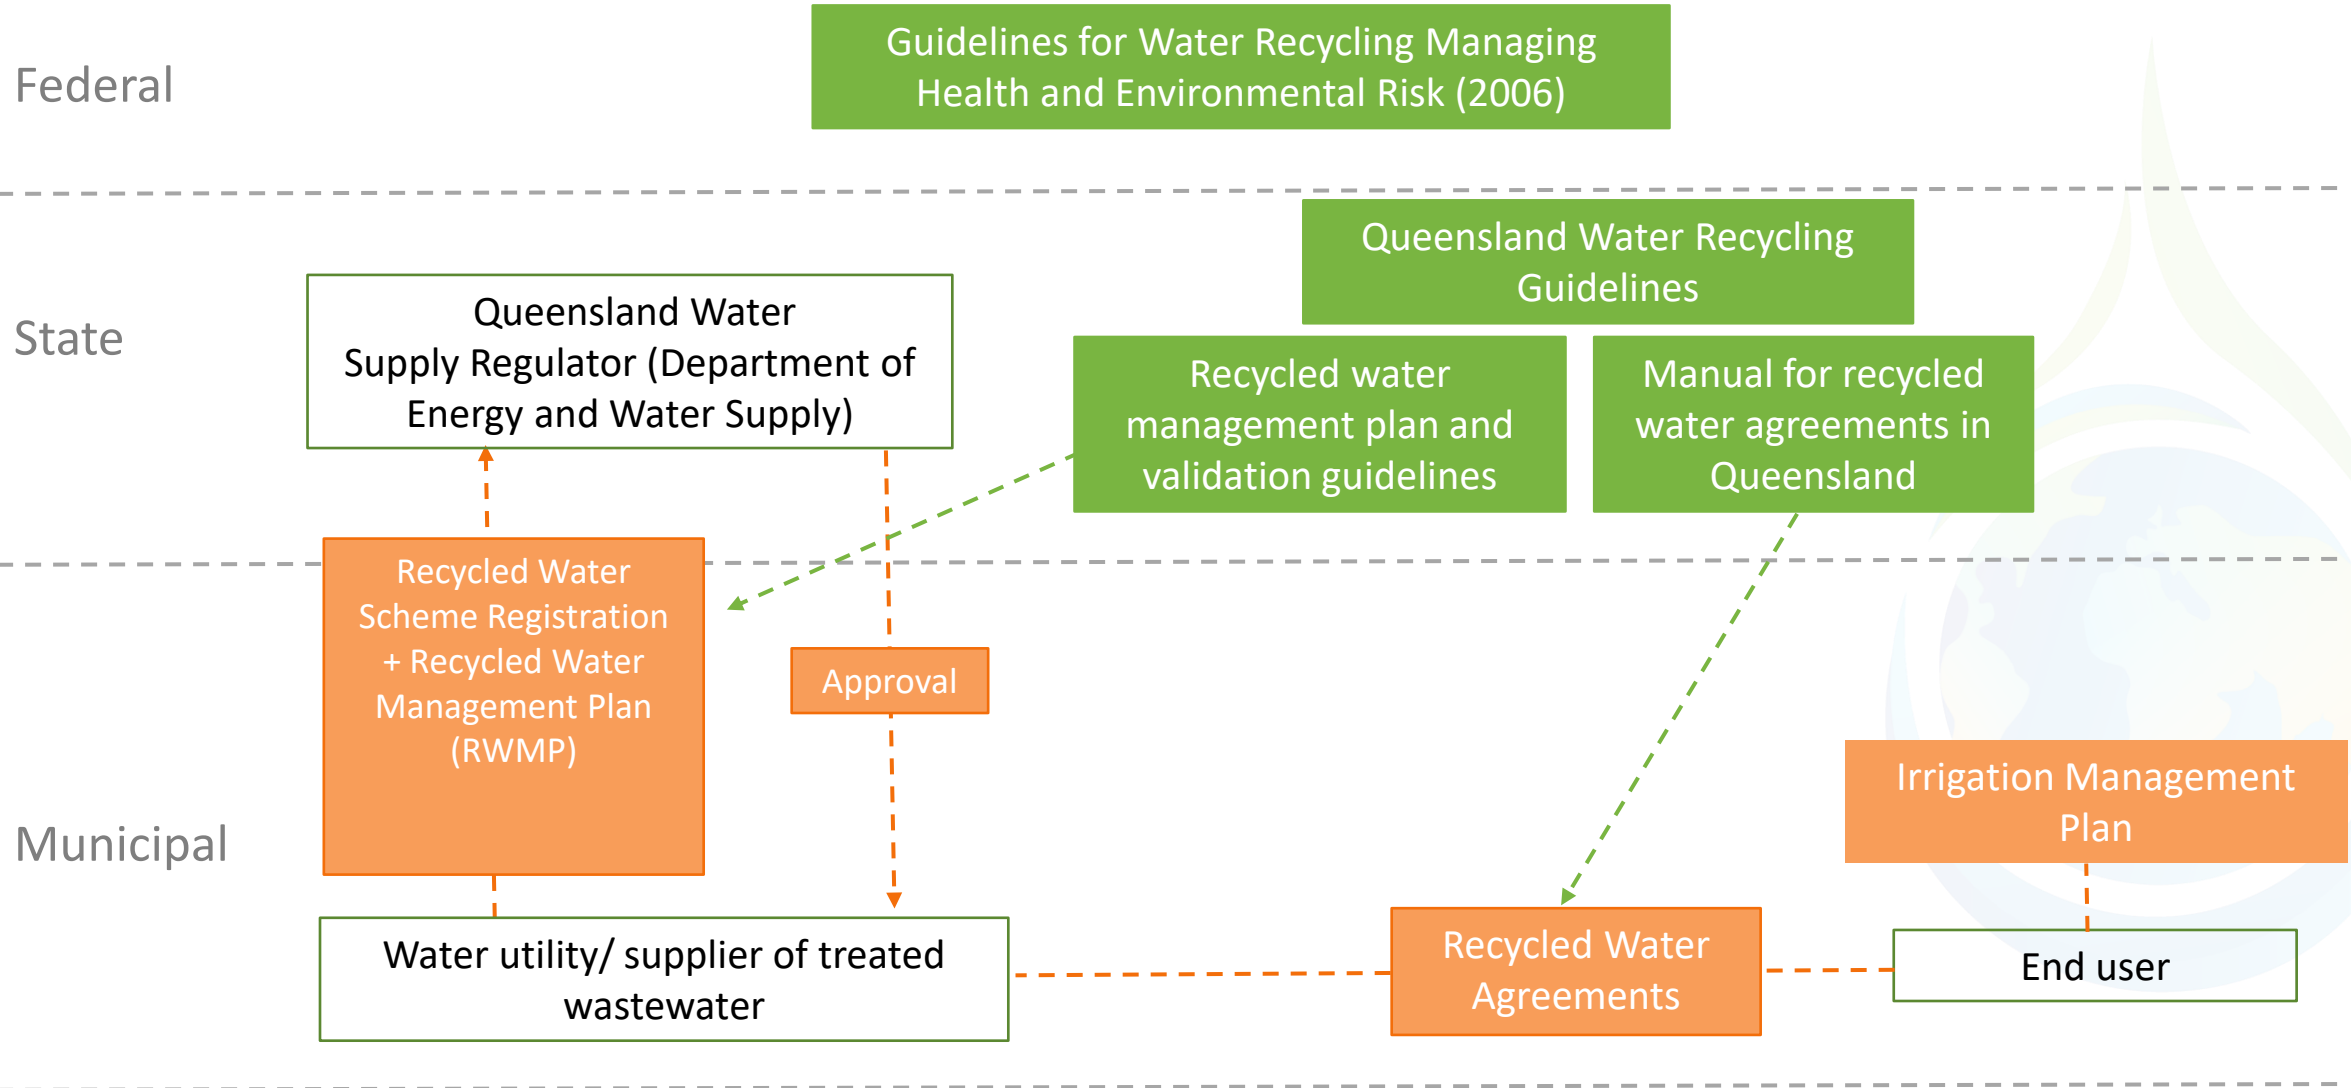 Guidelines for Water Recycling Managing
Health and Environmental Risk (2006)
Federal
Queensland Water Recycling
Guidelines
State
Queensland Water
Supply Regulator (Department of
Energy and Water Supply)
Recycled water
management plan and
validation guidelines
Manual for recycled
water agreements in
Queensland
Recycled Water
Scheme Registration
+ Recycled Water
Management Plan
(RWMP)
Approval
Municipal
Irrigation Management
Plan
Water utility/ supplier of treated
wastewater
Recycled Water
Agreements
End user